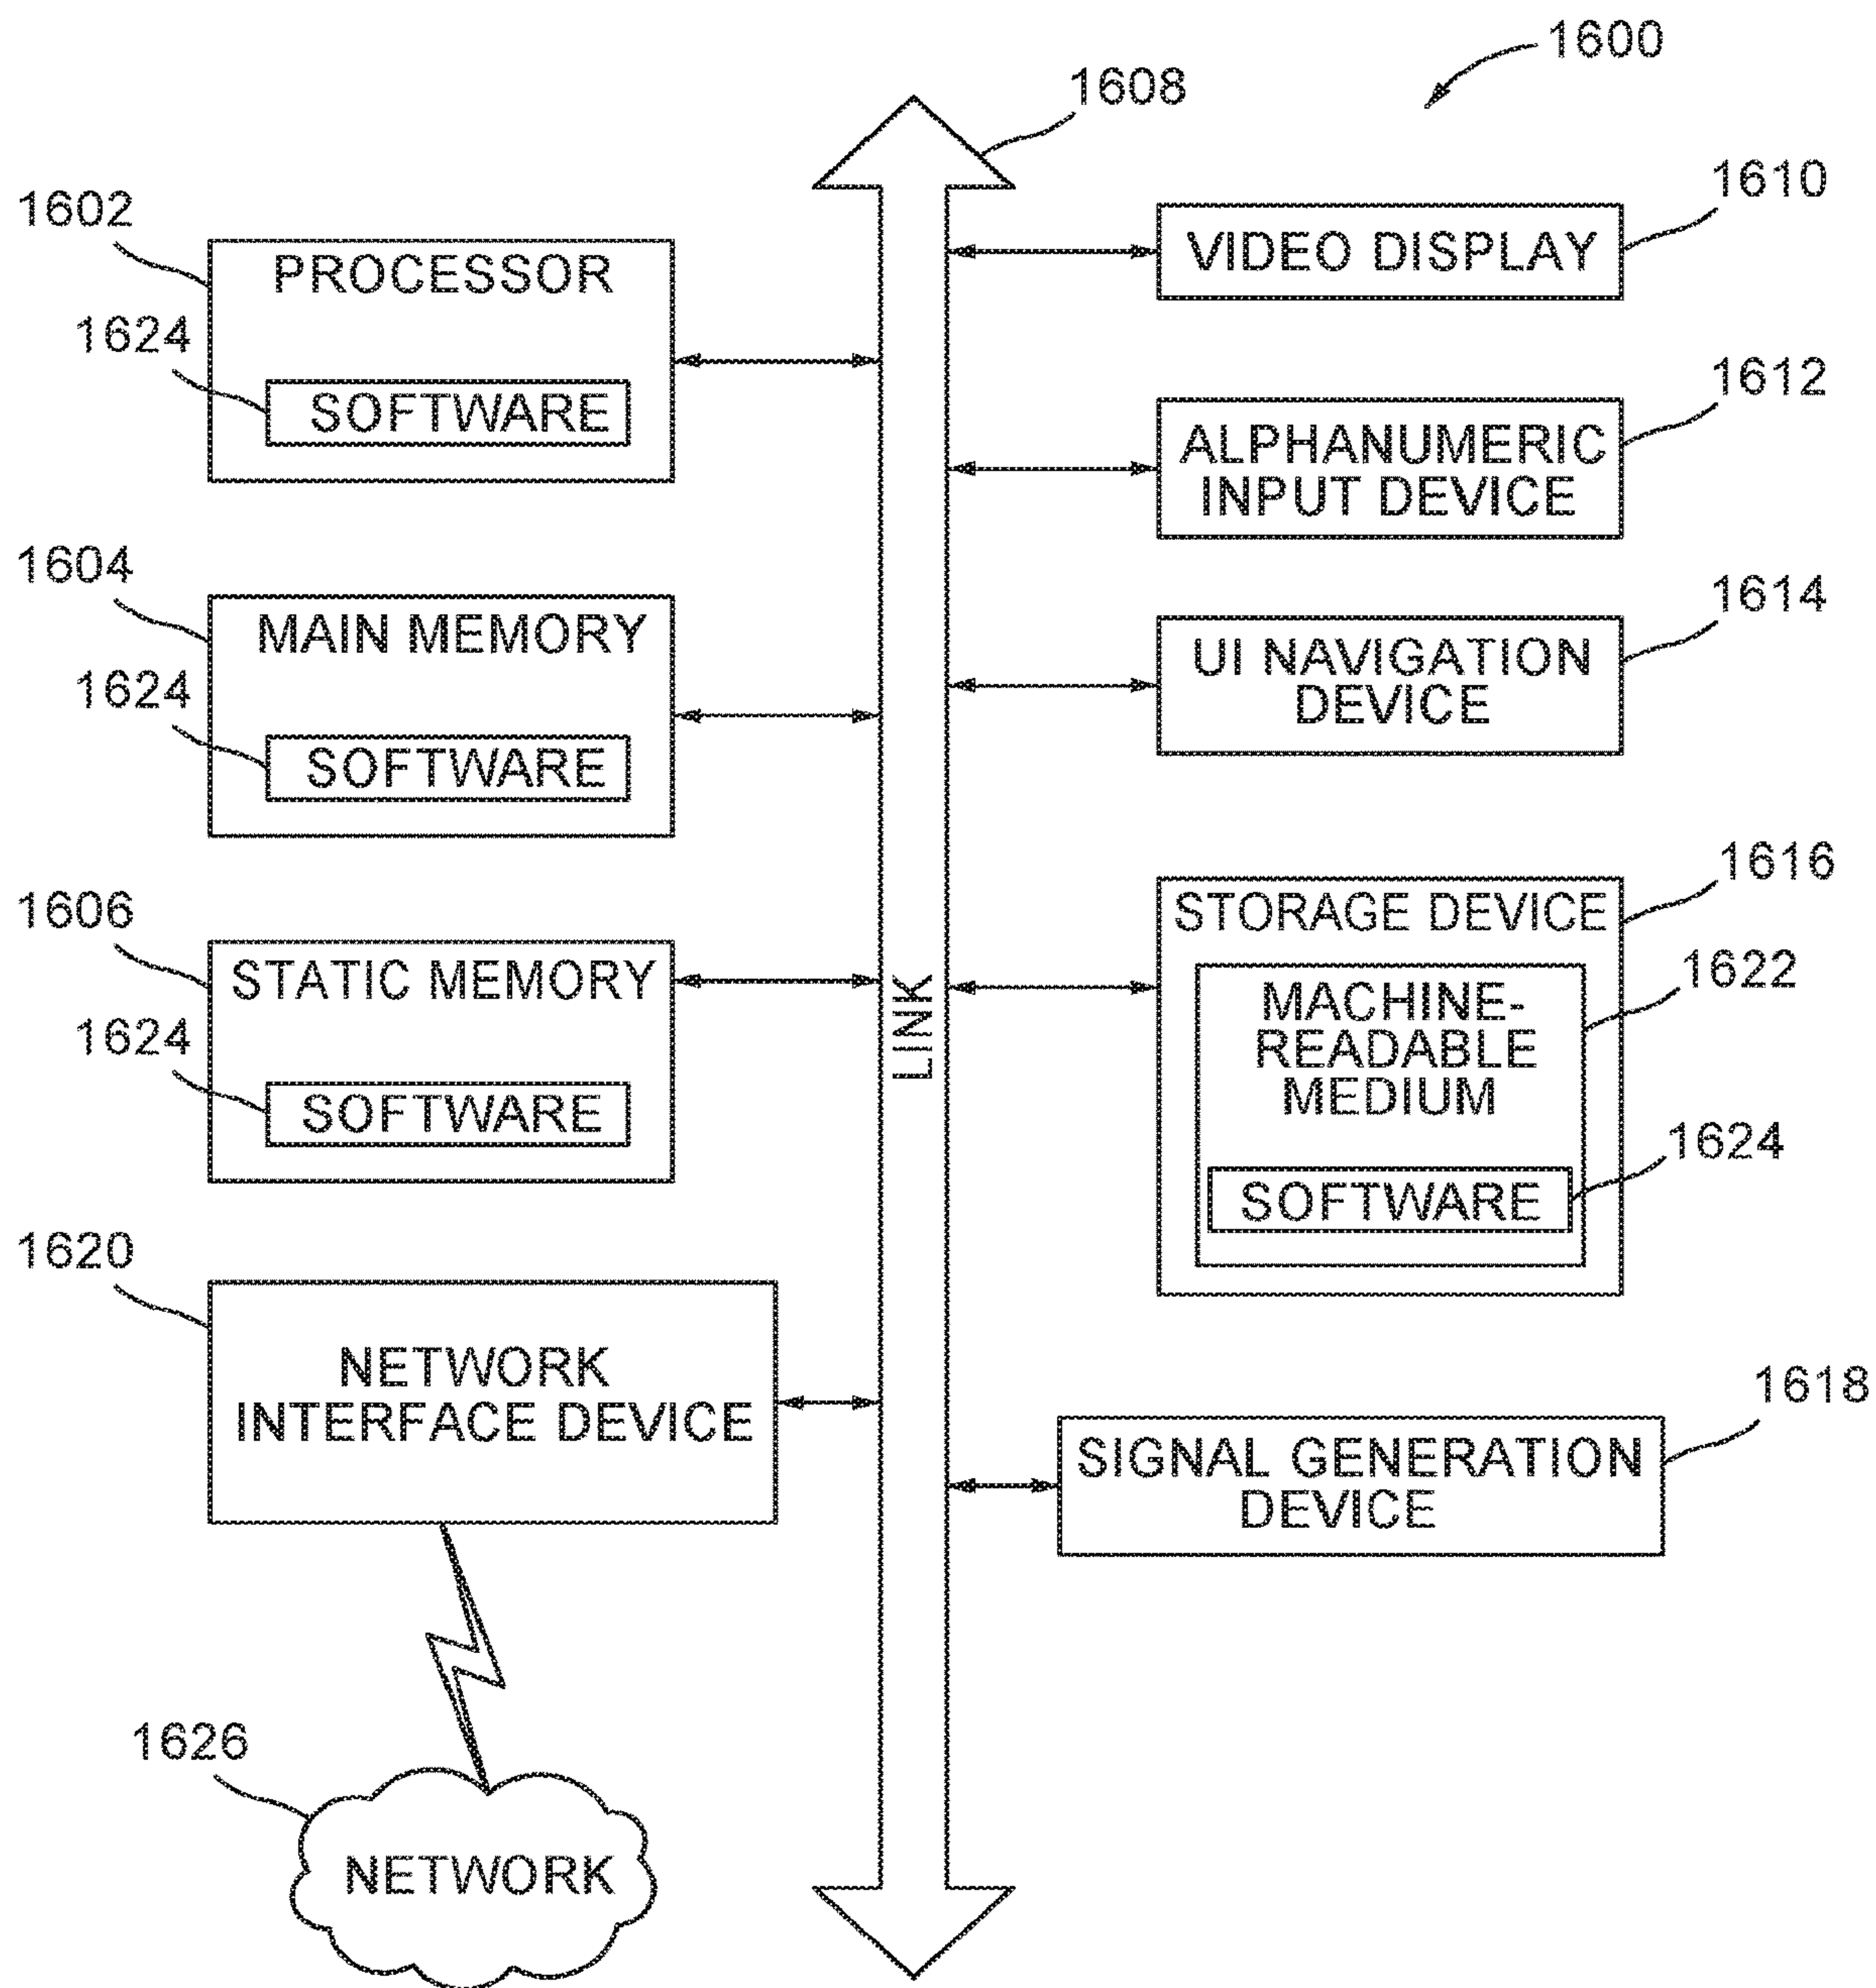 1600
1608
1602
PROCESSOR
1624
SOFTWARE
1604
MAIN MEMORY
1624
SOFTWARE
1606
STATIC MEMORY
1624
SOFTWARE
1620
NETWORK
INTERFACE DEVICE
1626
NETWORK
LINK
1610
VIDEO DISPLAY
1612
ALPHANUMERIC
INPUT DEVICE
1614
UI NAVIGATION
DEVICE
1616
STORAGE DEVICE
1622
MACHINE-
READABLE
MEDIUM
1624
SOFTWARE
1618
SIGNAL GENERATION
DEVICE